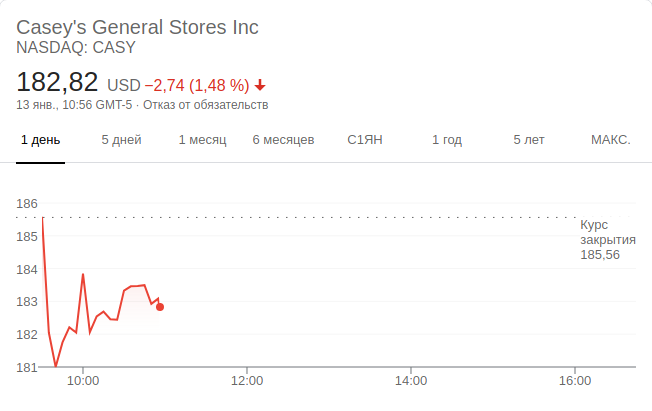 Casey's General Stores Inc
NASDAQ: CASY
182,82 USD −2,74 (1,48 %)
13 янв., 10:56 GMT-5 · Отказ от обязательств
1 день 5 дней 1 месяц 6 месяцев С1ЯН 1 год 5 лет МАКС.
186
185
184
183
182
181
Курс
закрытия
185,56
10:00 12:00 14:00 16:00